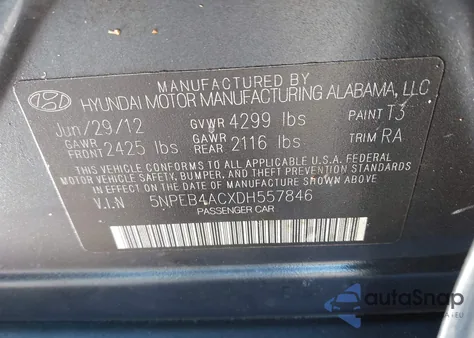 MANUFACTURED BY
HYUNDAI MOTOR MANUFACTURING ALABAMA, LLC
Jun/29/12 GVWR 4299 lbs PAINT T3
GAWR FRONT 2425 lbs GAWR REAR 2116 lbs TRIM RA
THIS VEHICLE CONFORMS TO ALL APPLICABLE U.S.A. FEDERAL
MOTOR VEHICLE SAFETY, BUMPER, AND THEFT PREVENTION
STANDARDS IN EFFECT ON THE DATE OF MANUFACTURE SHOWN ABOVE.
V.I.N 5NPEB4ACXDH557846
PASSENGER CAR
autoSnap